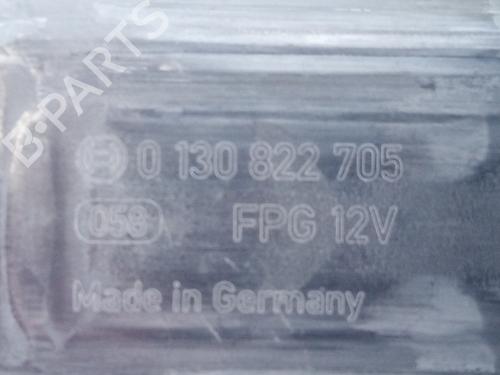 B-PARTS
0 130 822 705
058 FPG 12V
Made in Germany